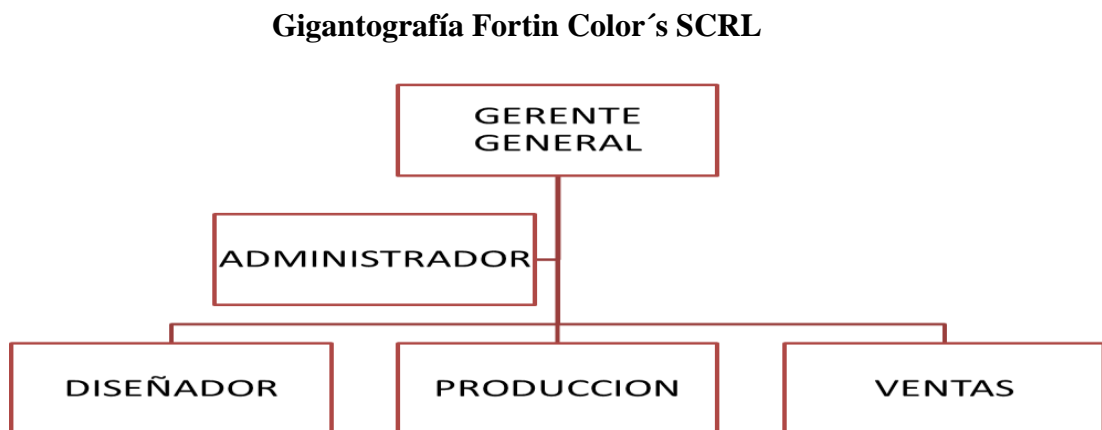 Gigantografía Fortin Color´s SCRL
GERENTE
GENERAL
ADMINISTRADOR
DISEÑADOR
PRODUCCION
VENTAS